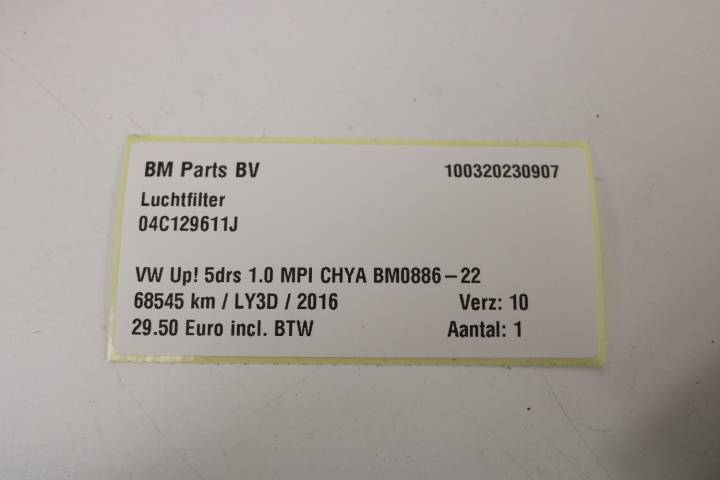 BM Parts BV 100320230907
Luchtfilter
04C129611J
VW Up! 5drs 1.0 MPI CHYA BM0886-22
68545 km / LY3D / 2016 Verz: 10
29.50 Euro incl. BTW Aantal: 1